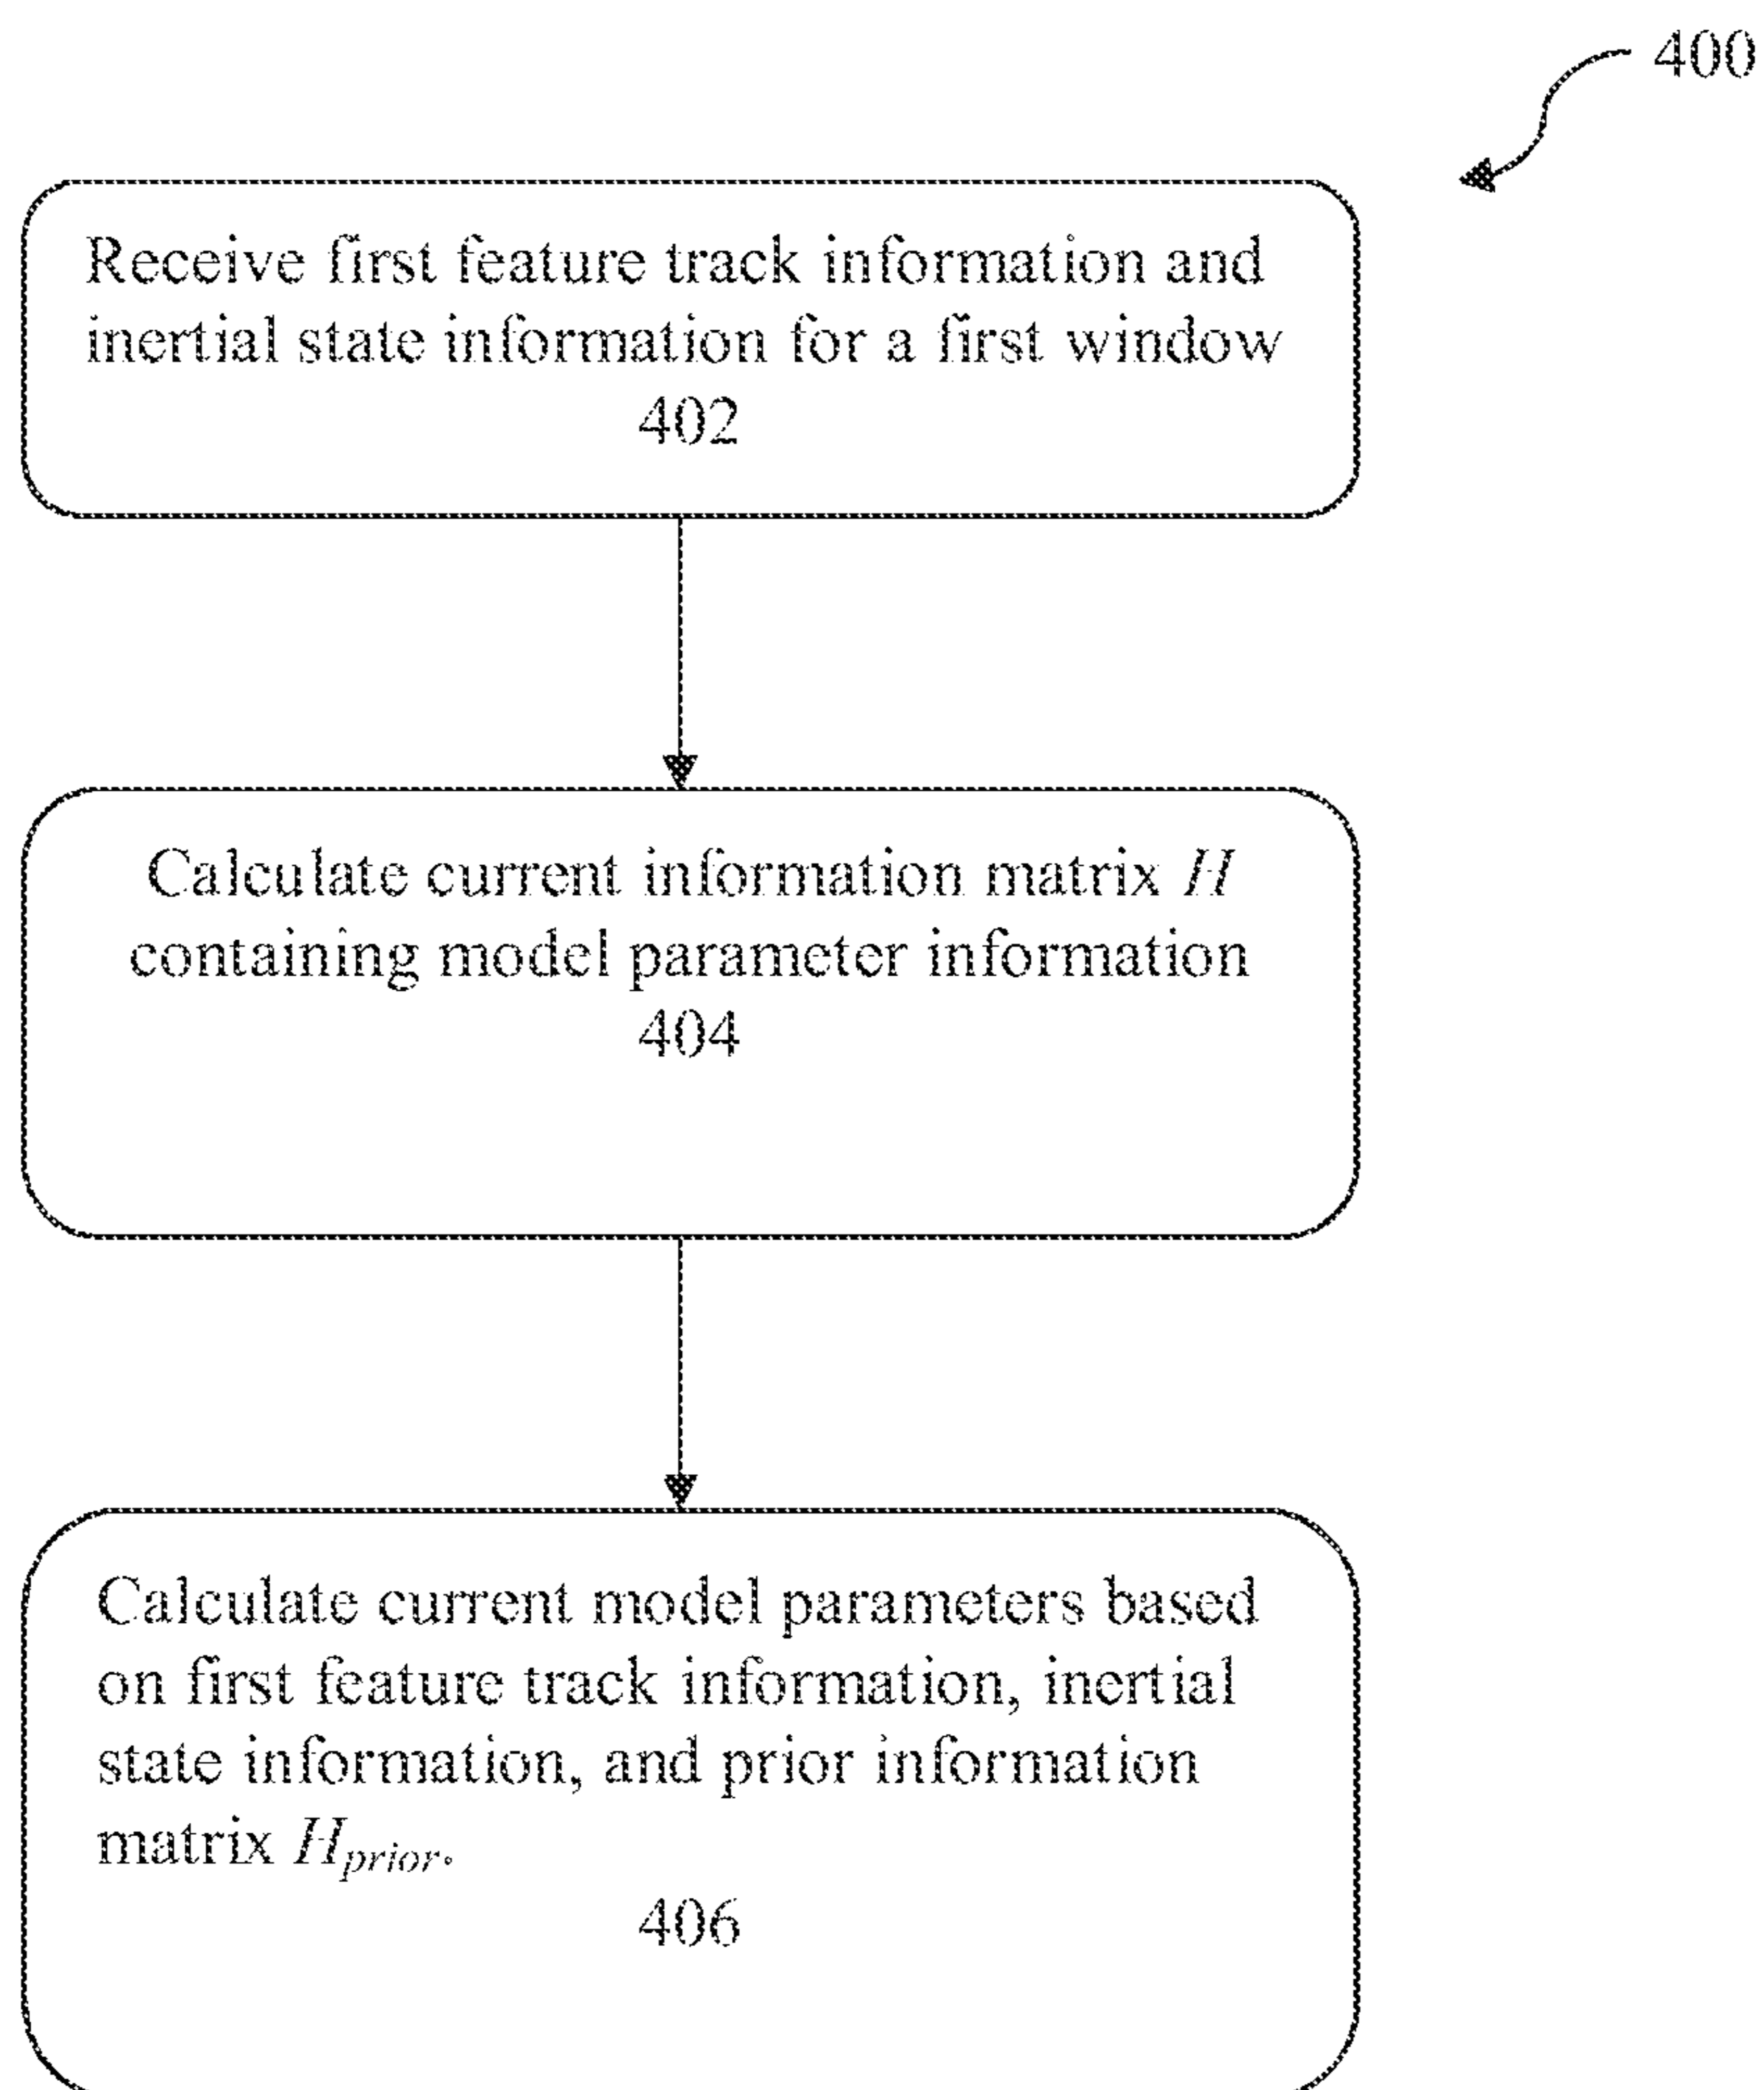 400
Receive first feature track information and
inertial state information for a first window
402
Calculate current information matrix H
containing model parameter information
404
Calculate current model parameters based
on first feature track information, inertial
state information, and prior information
matrix Hprior.
406